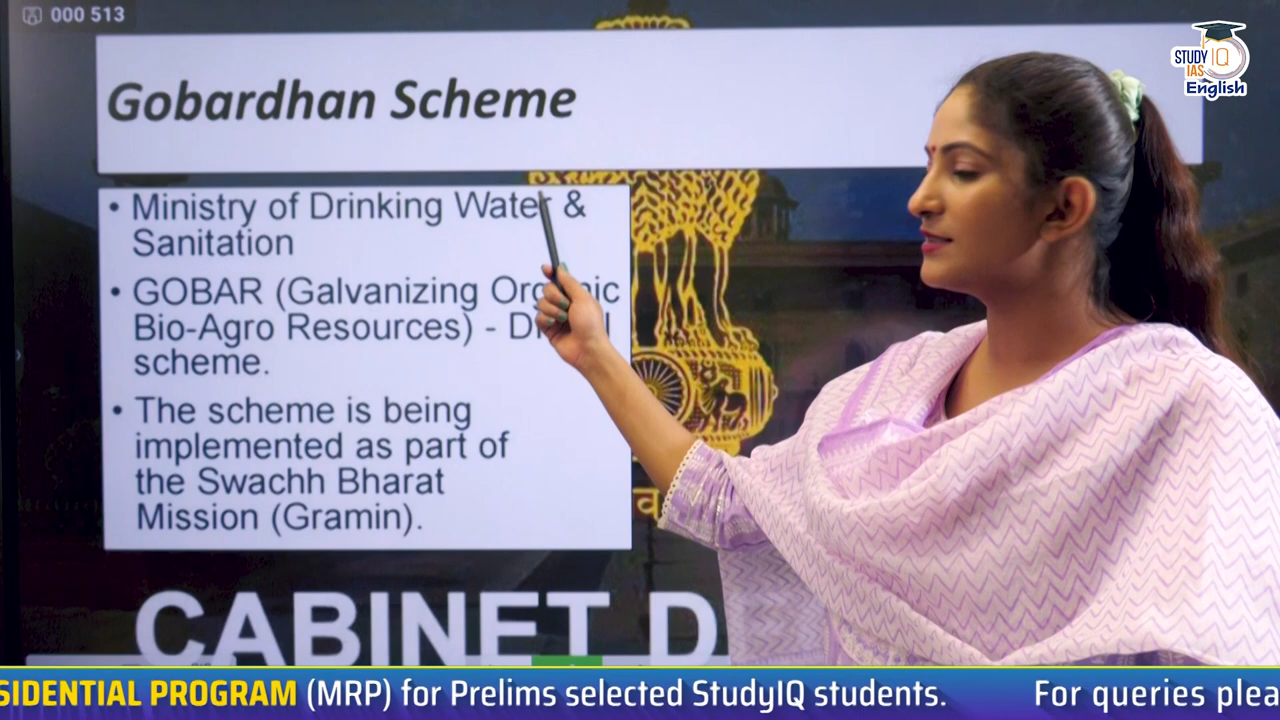 000 513
STUDY IQ
IAS
English
Gobardhan Scheme
• Ministry of Drinking Water &
Sanitation
• GOBAR (Galvanizing
Bio-Agro Resources) -
scheme.
• The scheme is being
implemented as part of
the Swachh Bharat
Mission (Gramin).
व
CABINET D
SIDENTIAL PROGRAM (MRP) for Prelims selected StudyIQ students. For queries plea